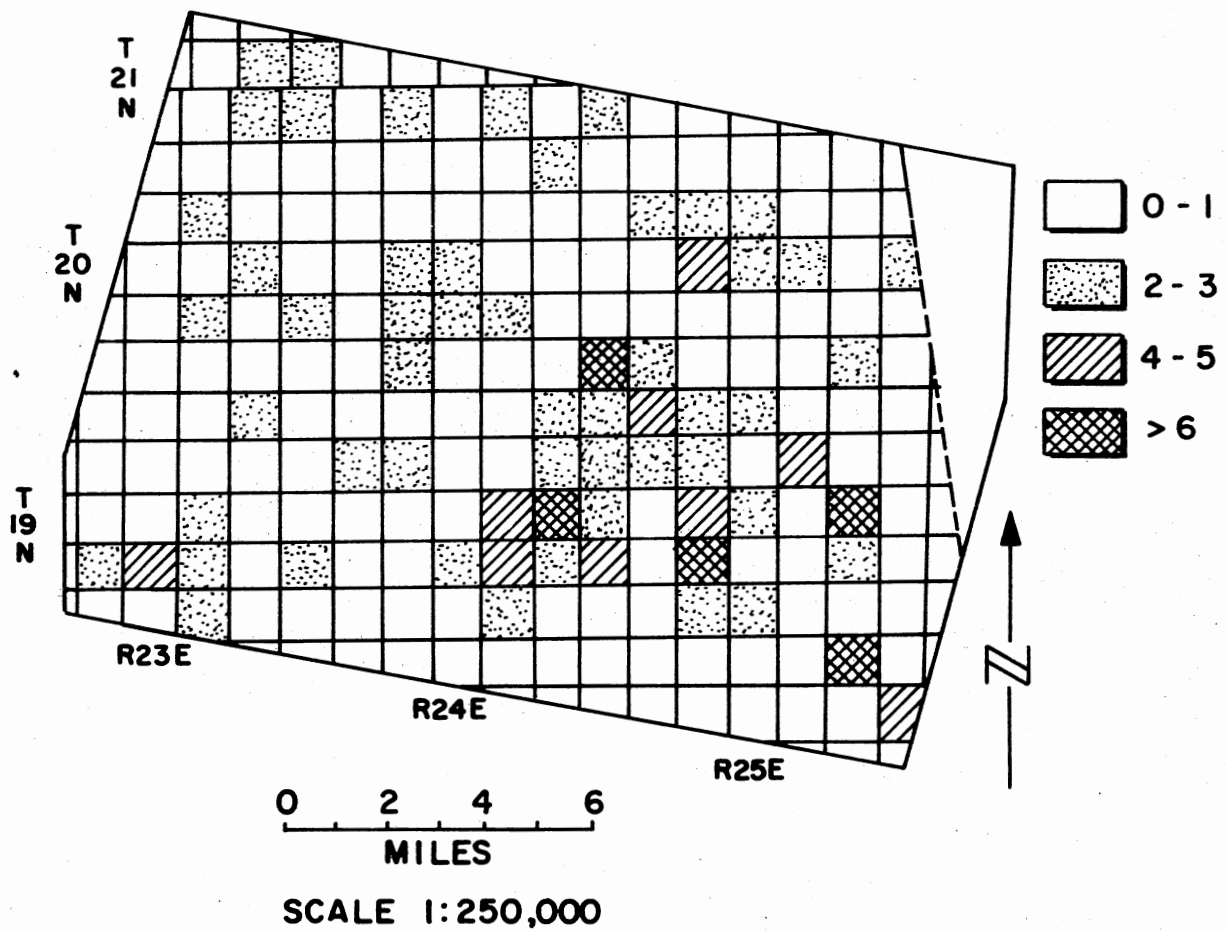 T
21
N
T
20
N
T
19
N
R23E
R24E
R25E
0 - 1
2 - 3
4 - 5
> 6
N
0 2 4 6
MILES
SCALE 1:250,000